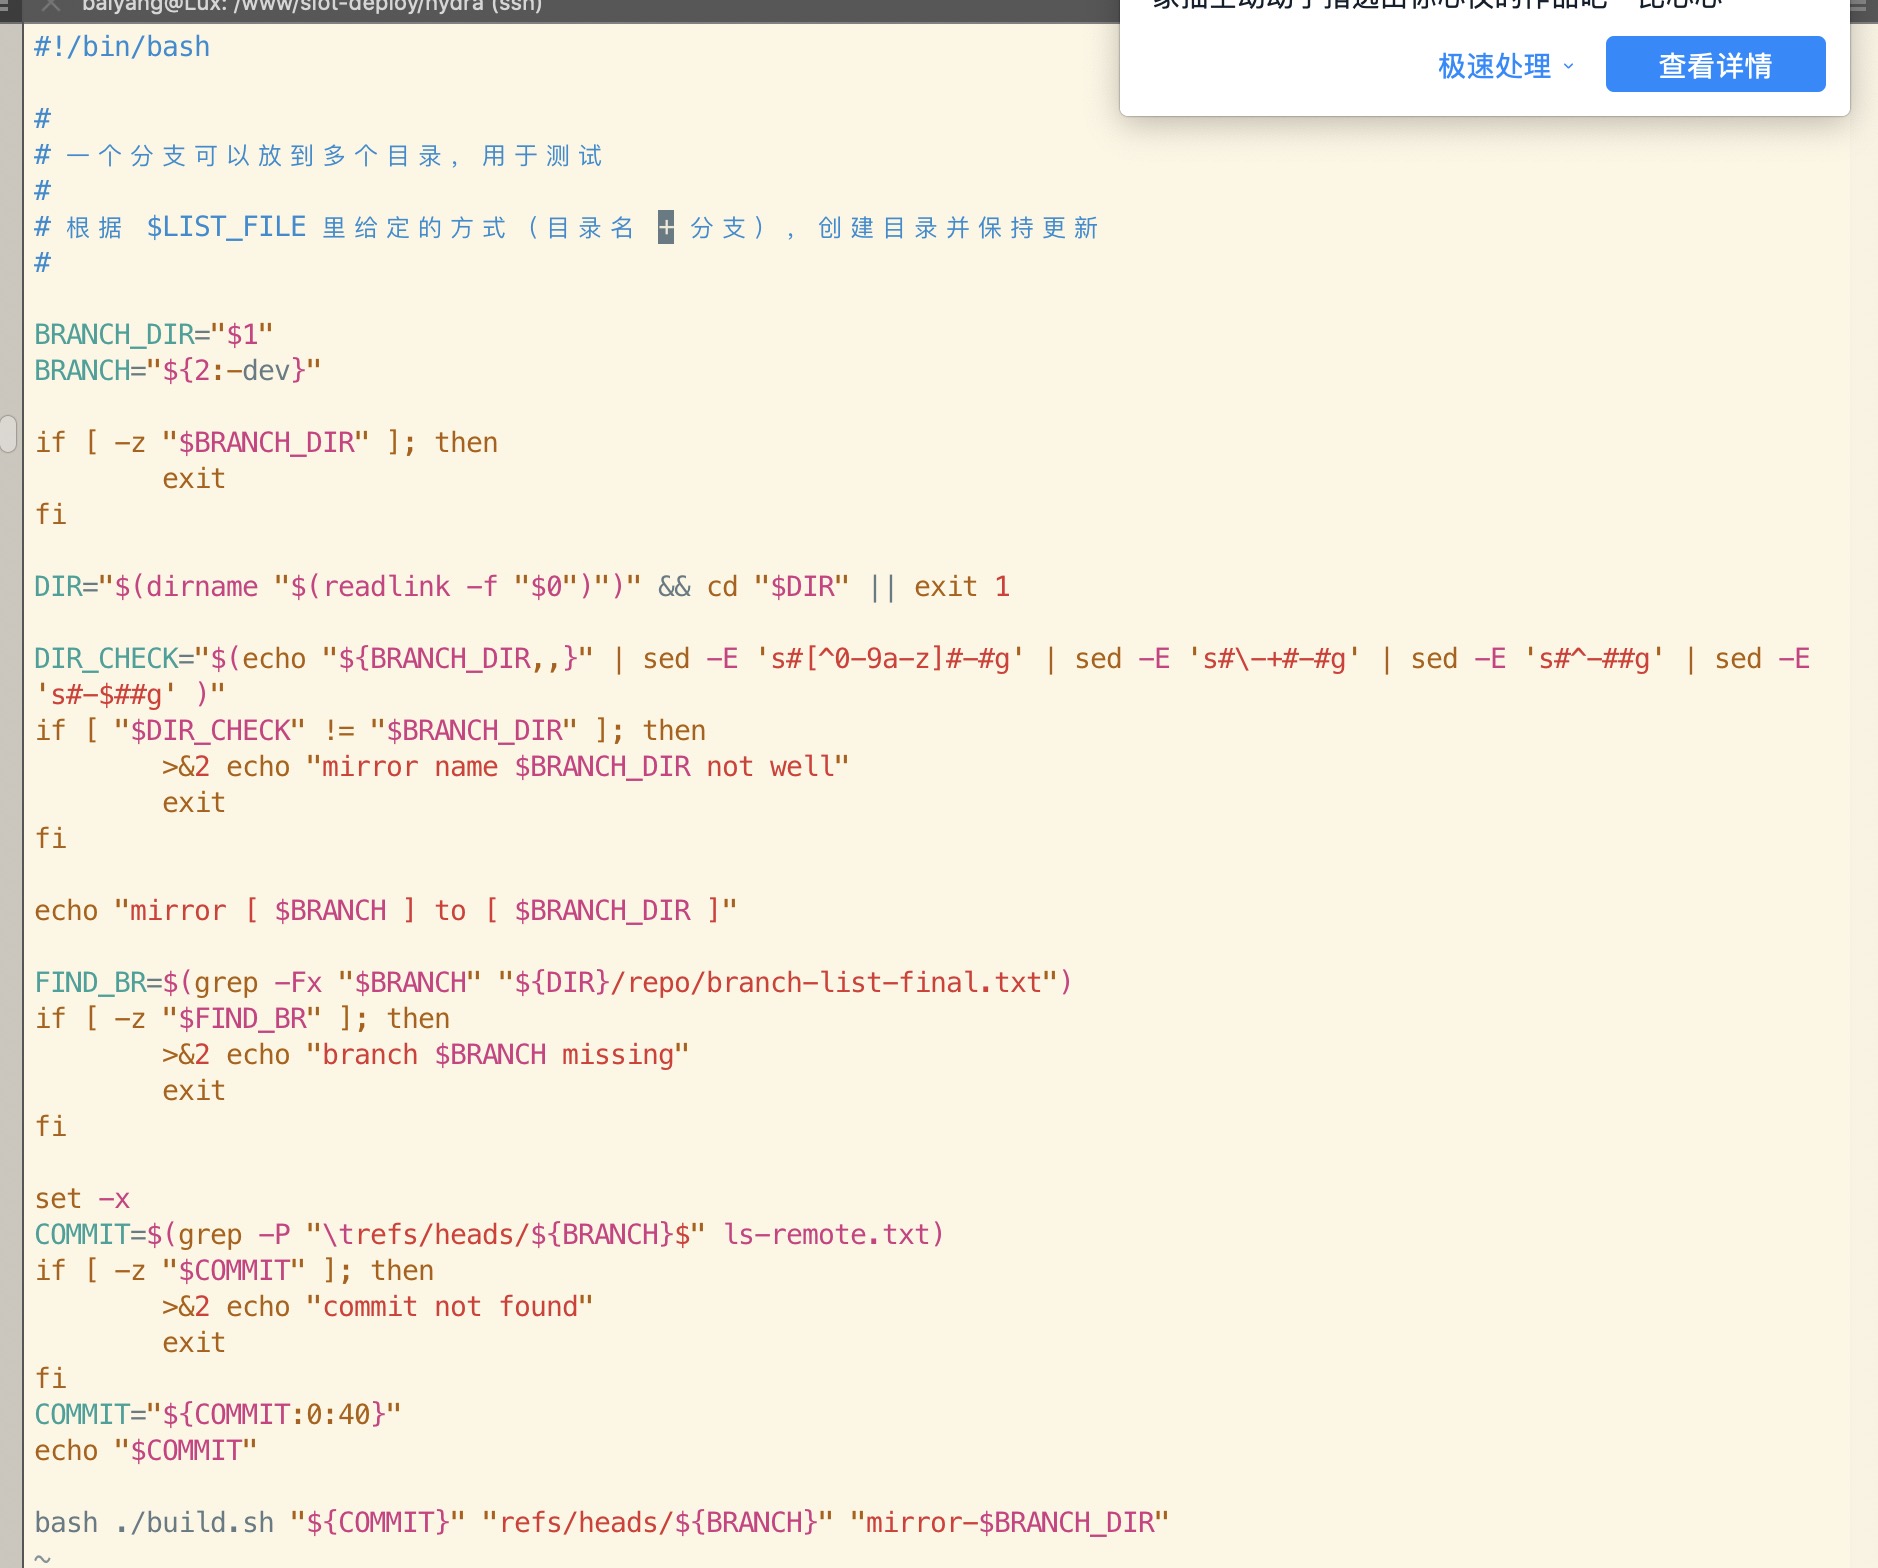 baiyang@Lux: /www/slot-deploy/hydra (ssh)
极速处理
查看详情
#!/bin/bash
#
# 一个分支可以放到多个目录, 用于测试
#
# 根据 $LIST_FILE 里给定的方式 (目录名 + 分支), 创建目录并保持更新
#
BRANCH_DIR="$1"
BRANCH="${2:-dev}"
if [ -z "$BRANCH_DIR" ]; then
        exit
fi
DIR="$(dirname "$(readlink -f "$0")")" && cd "$DIR" || exit 1
DIR_CHECK="$(echo "${BRANCH_DIR,,}" | sed -E 's#[^0-9a-z]#-#g' | sed -E 's#\-+#-#g' | sed -E 's#^-##g' | sed -E
's#-$##g' )"
if [ "$DIR_CHECK" != "$BRANCH_DIR" ]; then
        >&2 echo "mirror name $BRANCH_DIR not well"
        exit
fi
echo "mirror [ $BRANCH ] to [ $BRANCH_DIR ]"
FIND_BR=$(grep -Fx "$BRANCH" "${DIR}/repo/branch-list-final.txt")
if [ -z "$FIND_BR" ]; then
        >&2 echo "branch $BRANCH missing"
        exit
fi
set -x
COMMIT=$(grep -P "\trefs/heads/${BRANCH}$" ls-remote.txt)
if [ -z "$COMMIT" ]; then
        >&2 echo "commit not found"
        exit
fi
COMMIT="${COMMIT:0:40}"
echo "$COMMIT"
bash ./build.sh "${COMMIT}" "refs/heads/${BRANCH}" "mirror-$BRANCH_DIR"
~